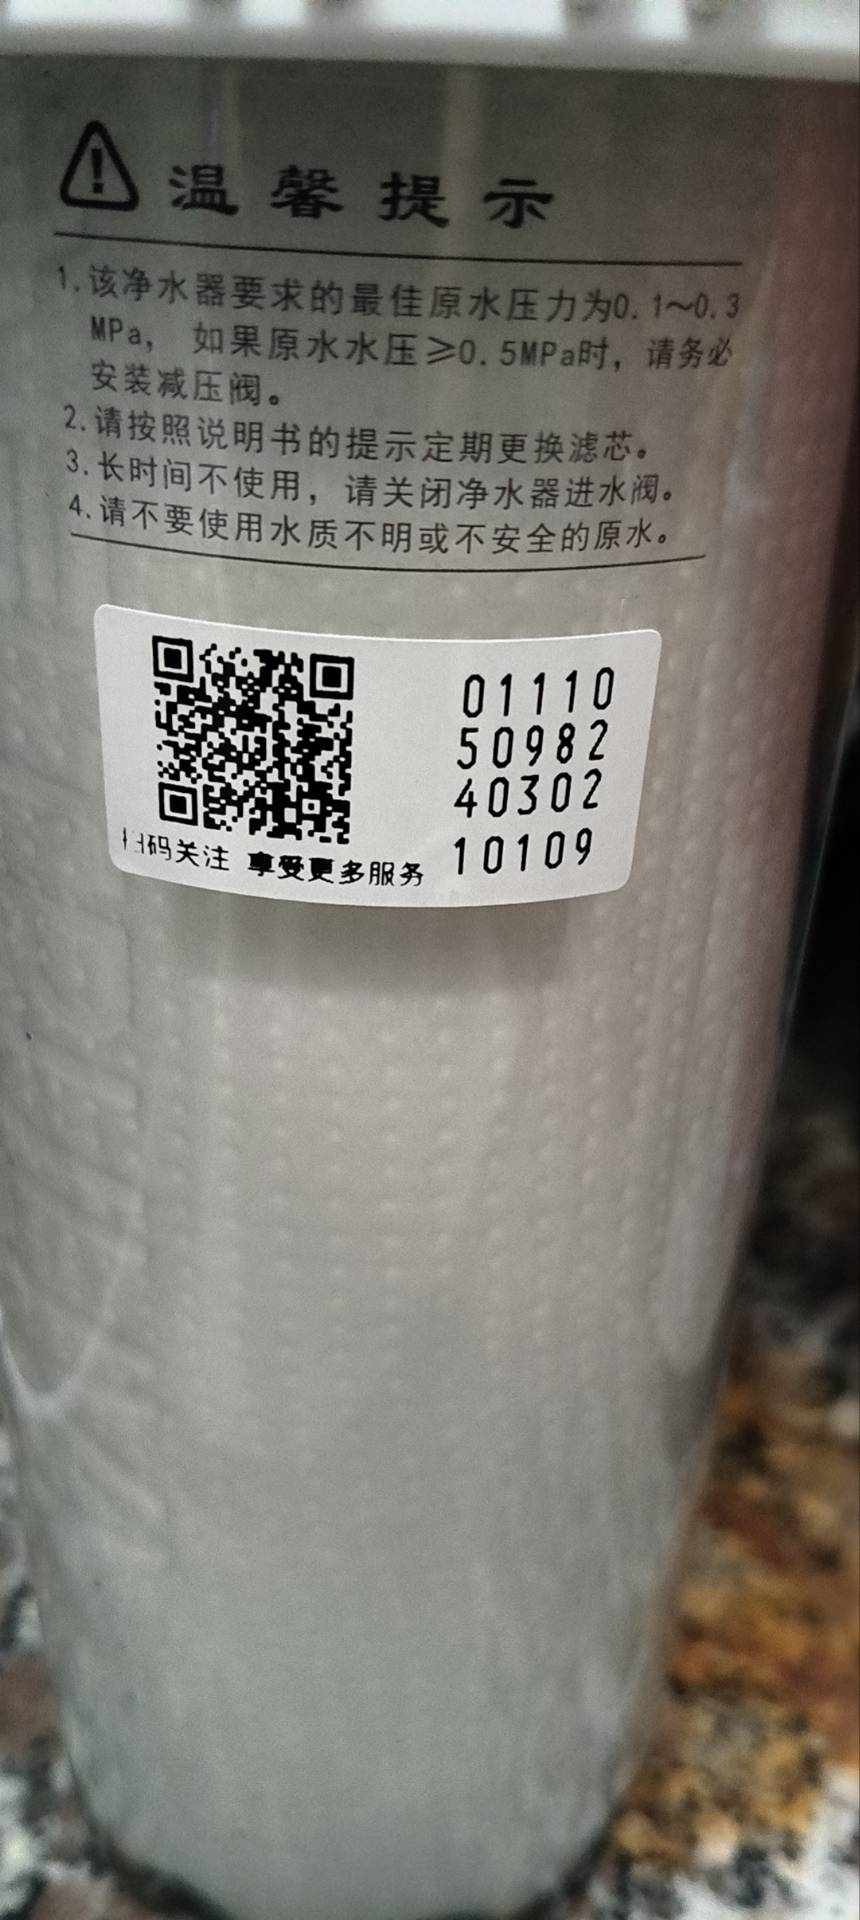 温馨提示
1.该净水器要求的最佳原水压力为0.1~0.3
MPa，如果原水水压≥0.5MPa时，请务必
安装减压阀。
2.请按照说明书的提示定期更换滤芯。
3.长时间不使用，请关闭净水器进水阀。
4.请不要使用水质不明或不安全的原水。
01110
50982
40302
10109
码关注 享受更多服务